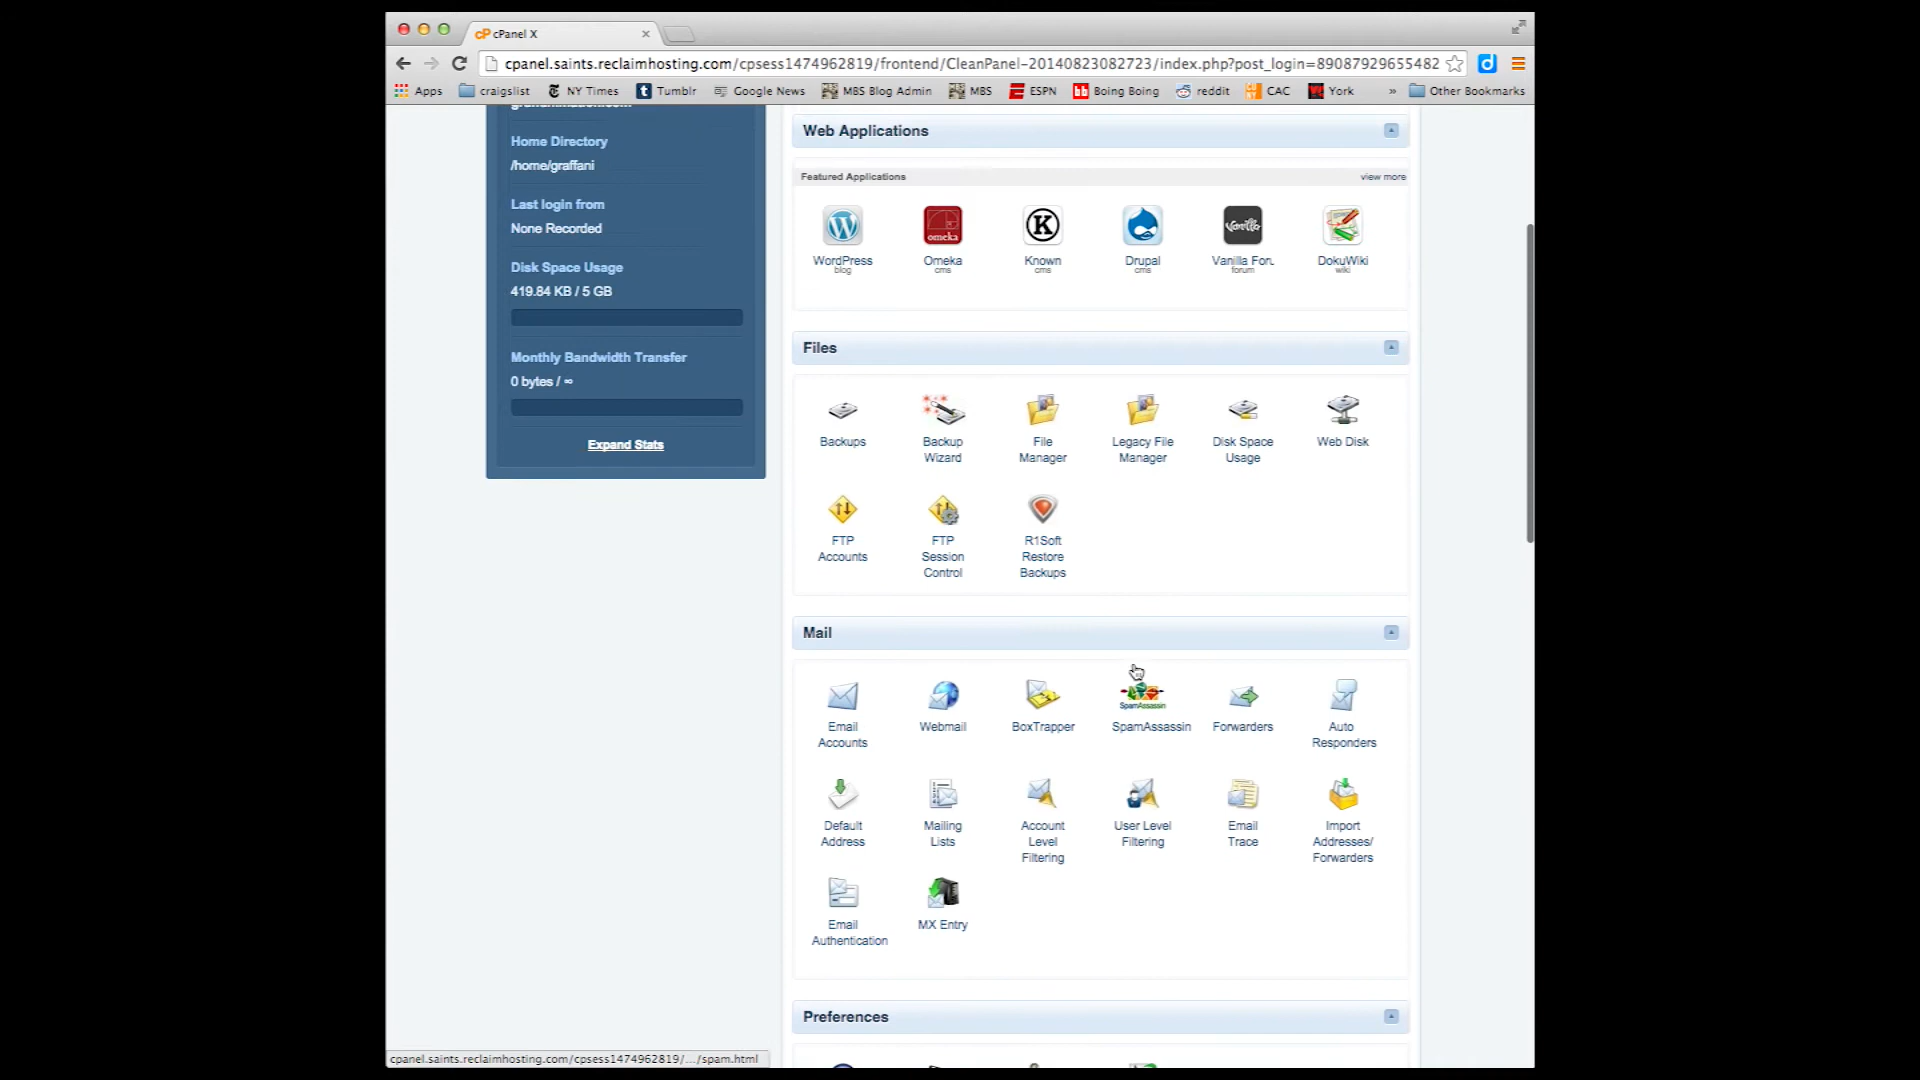 cPanel X
cpanel.saints.reclaimhosting.com/cpsess1474962819/frontend/CleanPanel-20140823082723/index.php?post_login=89087929655482
Apps craigslist NY Times Tumblr Google News MBS Blog Admin MBS ESPN Boing Boing reddit CAC York » Other Bookmarks
Home Directory
/home/graffani
Last login from
None Recorded
Disk Space Usage
419.84 KB / 5 GB
Monthly Bandwidth Transfer
0 bytes / ∞
Expand Stats
Web Applications
Featured Applications view more
WordPress Omeka Known Drupal Vanilla Foru DokuWiki
blog cms cms cms forum wiki
Files
Backups Backup Wizard File Manager Legacy File Manager Disk Space Usage Web Disk
FTP Accounts FTP Session Control R1Soft Restore Backups
Mail
Email Accounts Webmail BoxTrapper SpamAssassin Forwarders Auto Responders
Default Address Mailing Lists Account Level Filtering User Level Filtering Email Trace Import Addresses/ Forwarders
Email Authentication MX Entry
Preferences
cpanel.saints.reclaimhosting.com/cpsess1474962819/.../spam.html